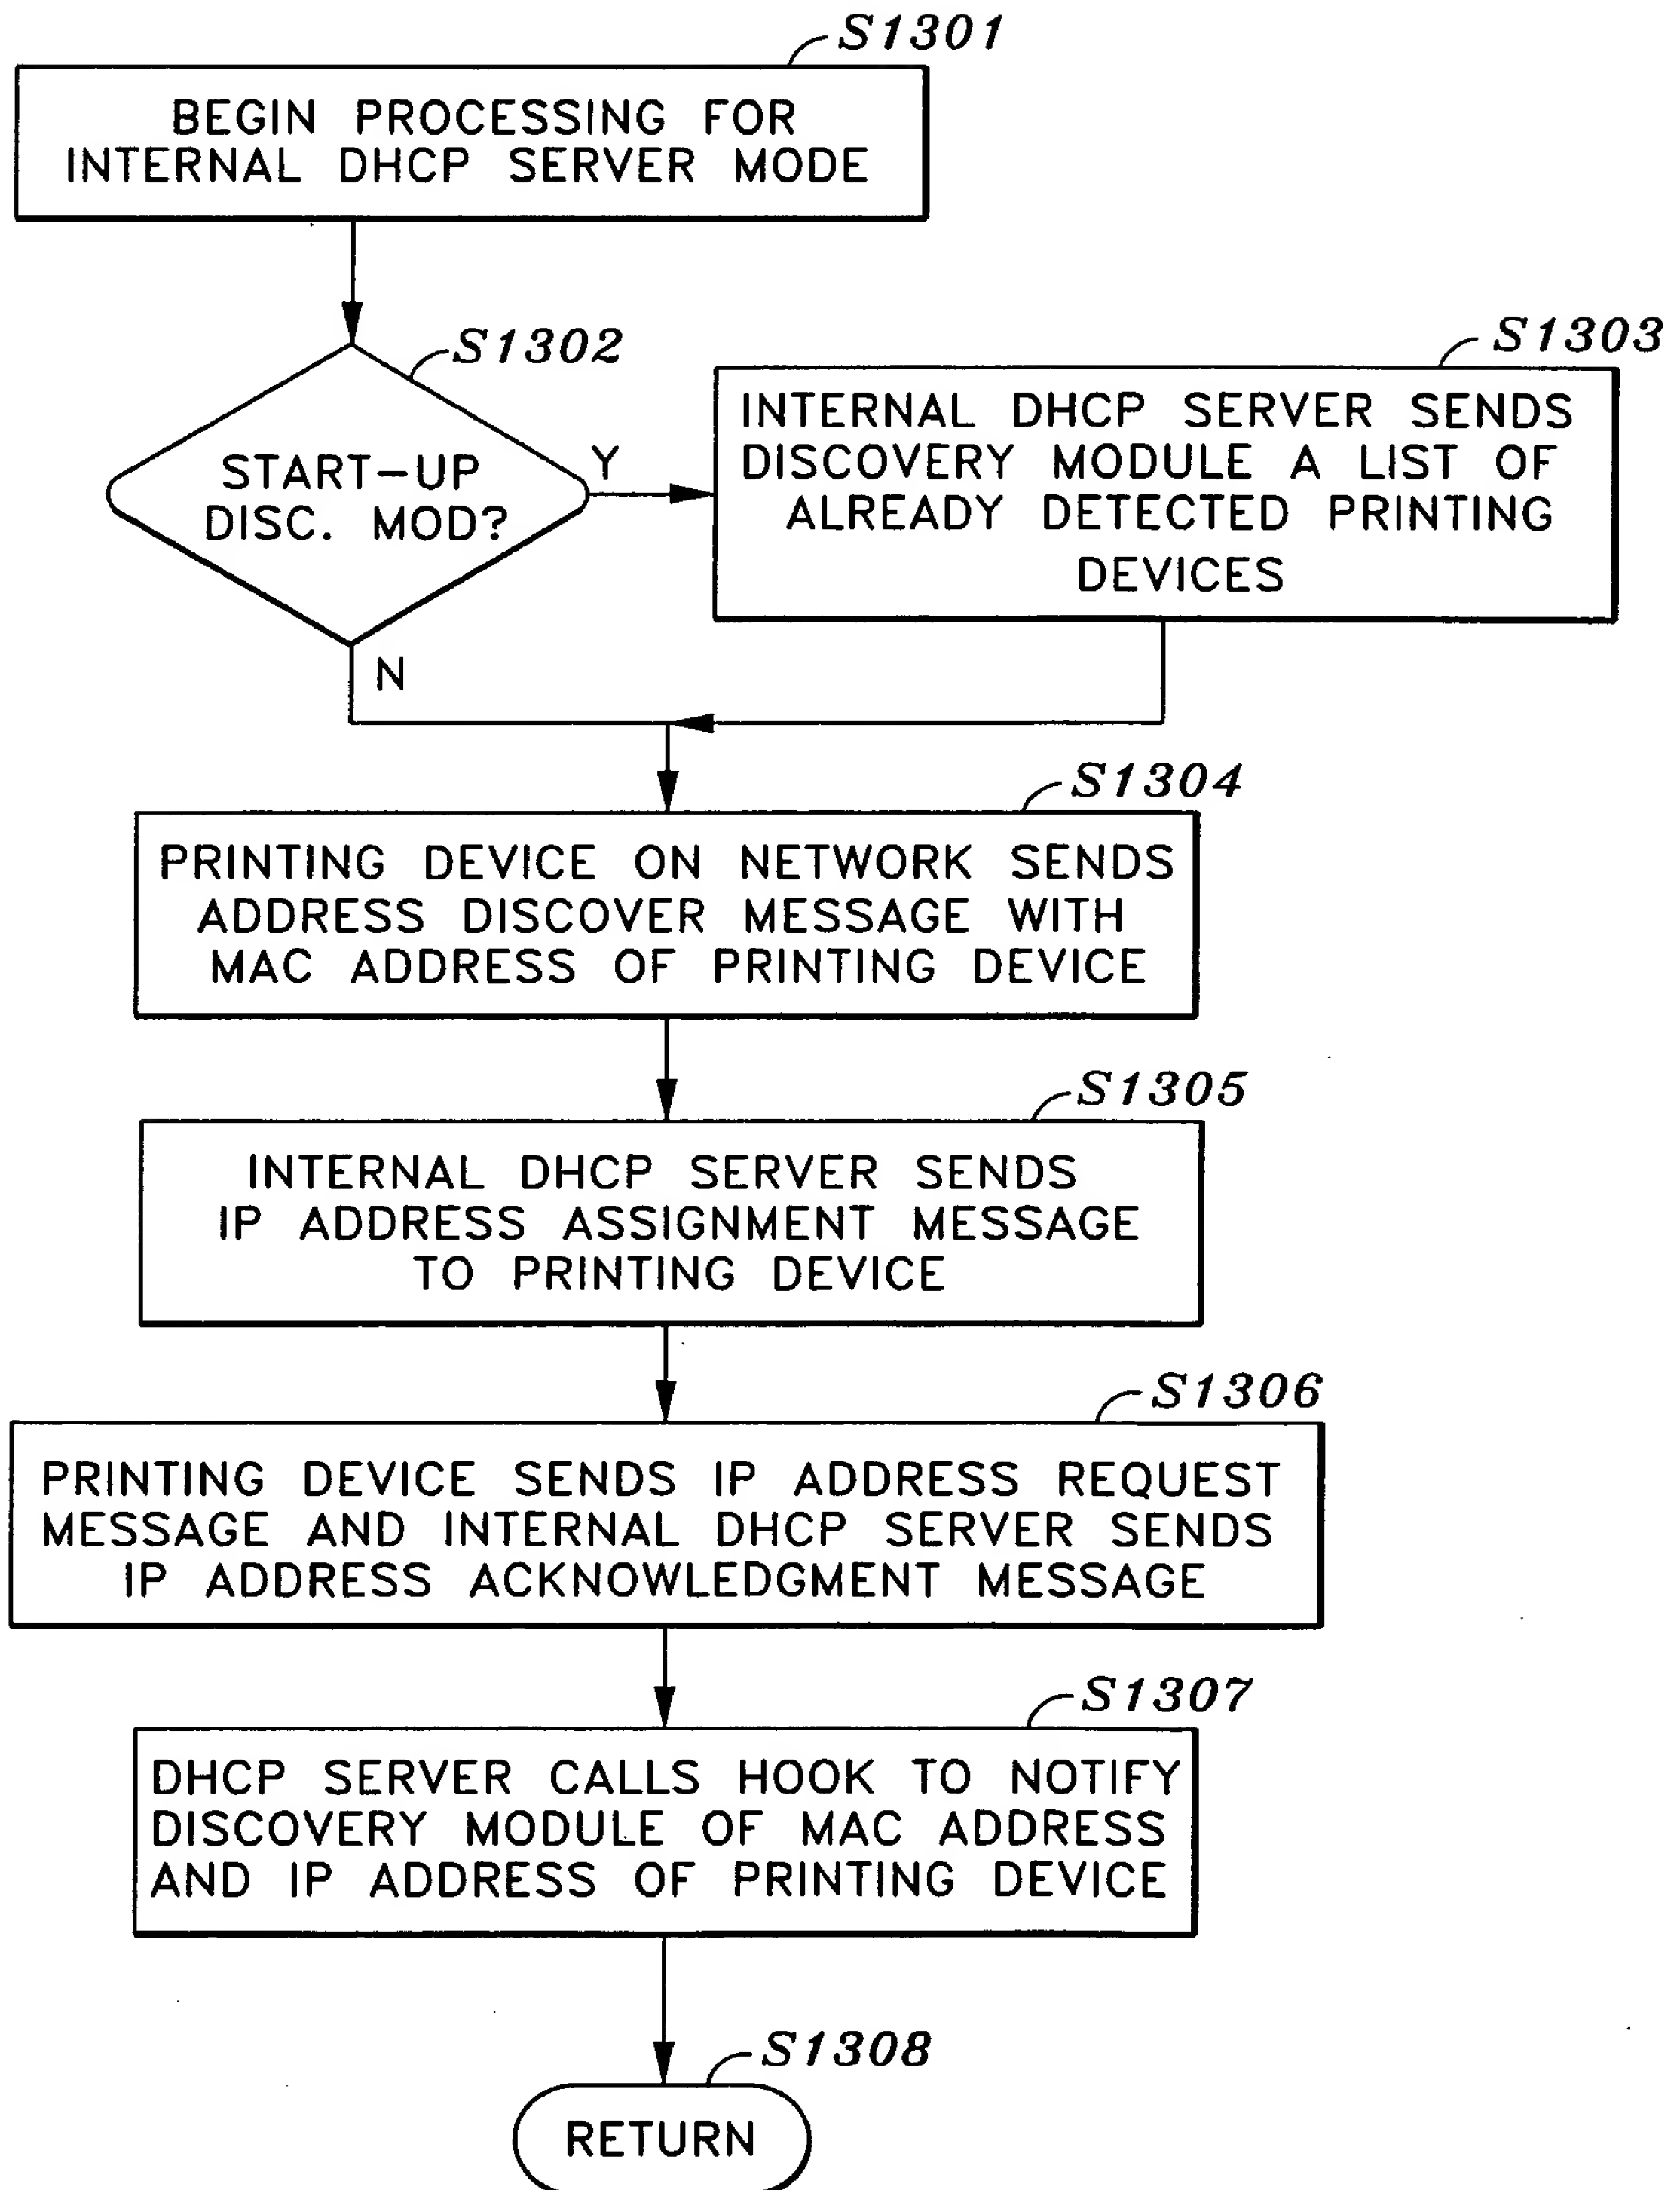 S1301
BEGIN PROCESSING FOR
INTERNAL DHCP SERVER MODE
S1302
START-UP
DISC. MOD?
Y
N
S1303
INTERNAL DHCP SERVER SENDS
DISCOVERY MODULE A LIST OF
ALREADY DETECTED PRINTING
DEVICES
S1304
PRINTING DEVICE ON NETWORK SENDS
ADDRESS DISCOVER MESSAGE WITH
MAC ADDRESS OF PRINTING DEVICE
S1305
INTERNAL DHCP SERVER SENDS
IP ADDRESS ASSIGNMENT MESSAGE
TO PRINTING DEVICE
S1306
PRINTING DEVICE SENDS IP ADDRESS REQUEST
MESSAGE AND INTERNAL DHCP SERVER SENDS
IP ADDRESS ACKNOWLEDGMENT MESSAGE
S1307
DHCP SERVER CALLS HOOK TO NOTIFY
DISCOVERY MODULE OF MAC ADDRESS
AND IP ADDRESS OF PRINTING DEVICE
S1308
RETURN